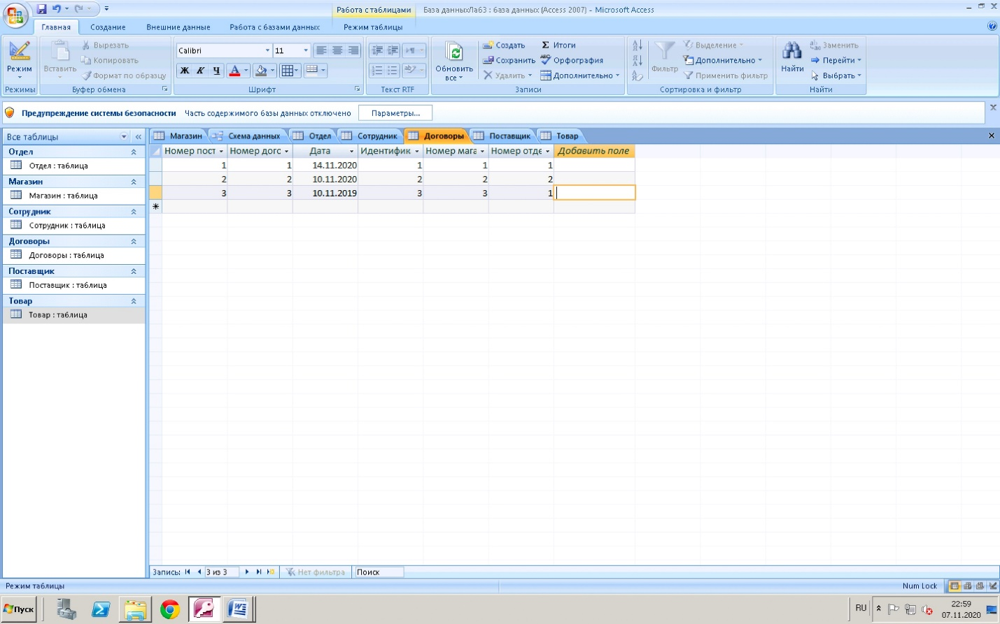 Работа с таблицами База данныхЛаб3 : база данных (Access 2007) - Microsoft Access
Главная Создание Внешние данные Работа с базами данных Режим таблицы
Режим
Режимы
Вставить
Вырезать
Копировать
Формат по образцу
Буфер обмена
Calibri 11
Ж К Ч
Шрифт
Текст RTF
Обновить все
Создать
Сохранить
Удалить
Итоги
Орфография
Дополнительно
Записи
Фильтр
Выделение
Дополнительно
Применить фильтр
Сортировка и фильтр
Найти
Заменить
Перейти
Выбрать
Найти
Предупреждение системы безопасности Часть содержимого базы данных отключено Параметры...
Все таблицы
Отдел
Отдел : таблица
Магазин
Магазин : таблица
Сотрудник
Сотрудник : таблица
Договоры
Договоры : таблица
Поставщик
Поставщик : таблица
Товар
Товар : таблица
Магазин Схема данных Отдел Сотрудник Договоры Поставщик Товар
Номер пост Номер дого Дата Идентифик Номер мага Номер отде Добавить поле
1 1 14.11.2020 1 1 1
2 2 10.11.2020 2 2 2
3 3 10.11.2019 3 3 1
Запись: 3 из 3 Нет фильтра Поиск
Режим таблицы Num Lock
Пуск RU 22:59
07.11.2020